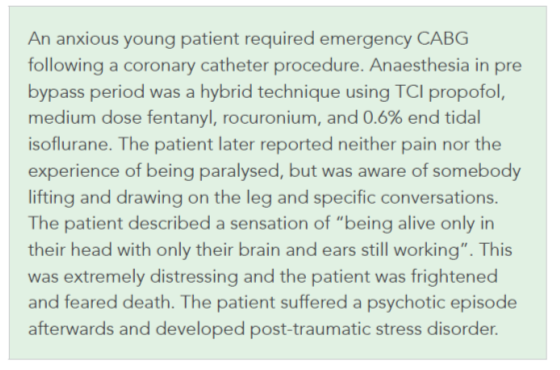 An anxious young patient required emergency CABG
following a coronary catheter procedure. Anaesthesia in pre
bypass period was a hybrid technique using TCI propofol,
medium dose fentanyl, rocuronium, and 0.6% end tidal
isoflurane. The patient later reported neither pain nor the
experience of being paralysed, but was aware of somebody
lifting and drawing on the leg and specific conversations.
The patient described a sensation of “being alive only in
their head with only their brain and ears still working”. This
was extremely distressing and the patient was frightened
and feared death. The patient suffered a psychotic episode
afterwards and developed post-traumatic stress disorder.